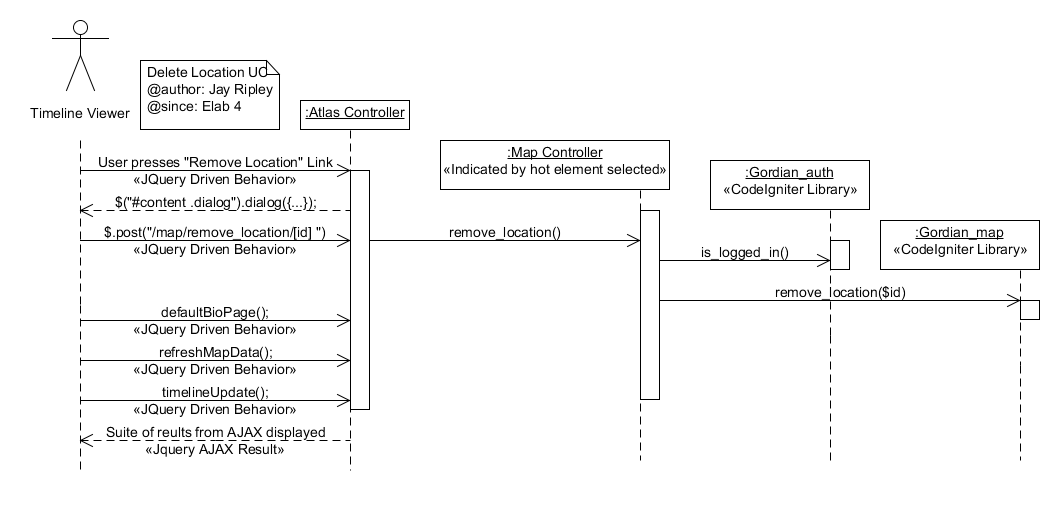 Delete Location UC
@author: Jay Ripley
@since: Elab 4
Timeline Viewer
:Atlas Controller
:Map Controller
«Indicated by hot element selected»
:Gordian_auth
«CodeIgniter Library»
:Gordian_map
«CodeIgniter Library»
User presses "Remove Location" Link
«JQuery Driven Behavior»
$("#content .dialog").dialog({...});
$.post("/map/remove_location/[id] ")
«JQuery Driven Behavior»
remove_location()
is_logged_in()
remove_location($id)
defaultBioPage();
«JQuery Driven Behavior»
refreshMapData();
«JQuery Driven Behavior»
timelineUpdate();
«JQuery Driven Behavior»
Suite of reults from AJAX displayed
«Jquery AJAX Result»